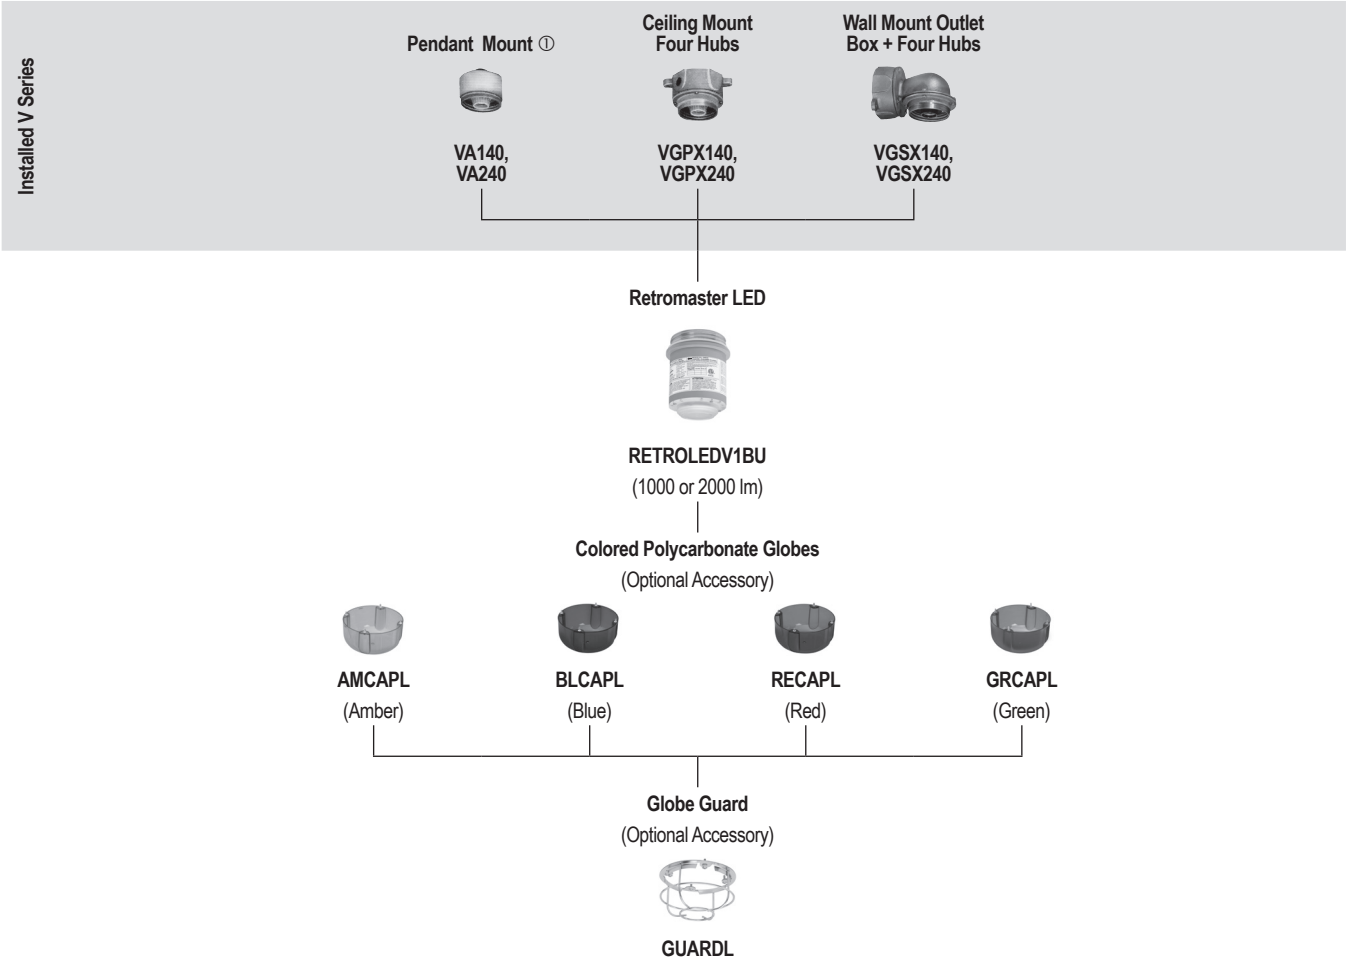 Installed V Series
Pendant Mount ①
Ceiling Mount
Four Hubs
Wall Mount Outlet
Box + Four Hubs
VA140,
VA240
VGPX140,
VGPX240
VGSX140,
VGSX240
Retromaster LED
RETROLEDV1BU
(1000 or 2000 lm)
Colored Polycarbonate Globes
(Optional Accessory)
AMCAPL
(Amber)
BLCAPL
(Blue)
RECAPL
(Red)
GRCAPL
(Green)
Globe Guard
(Optional Accessory)
GUARDL